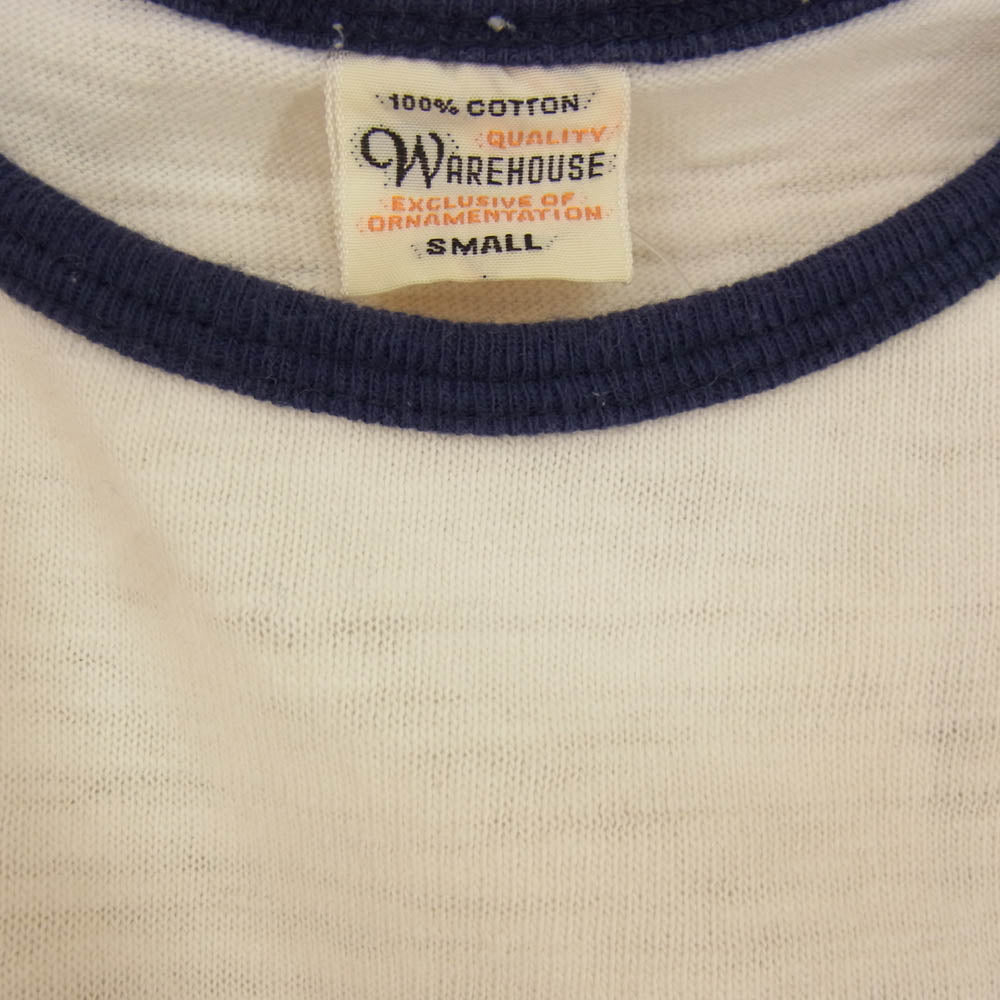 100% COTTON
QUALITY
WAREHOUSE
EXCLUSIVE OF
ORNAMENTATION
SMALL